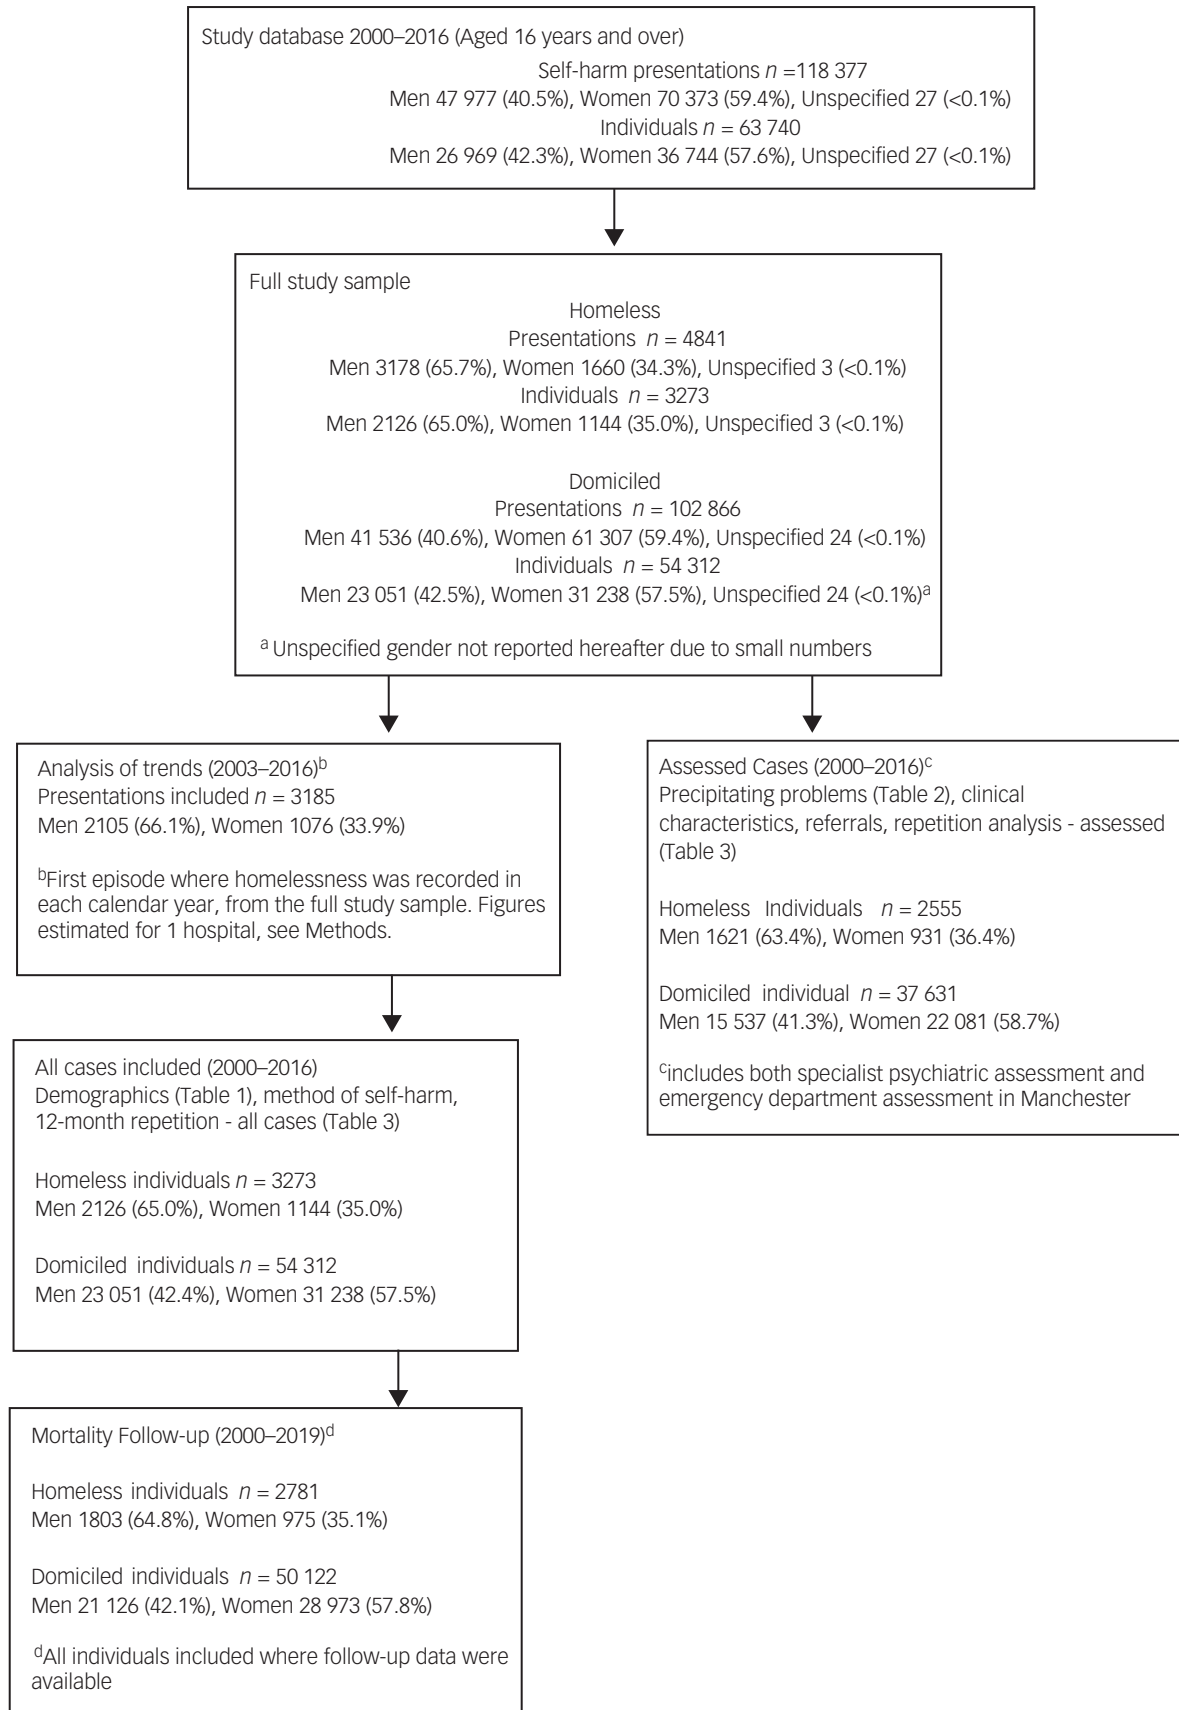 Study database 2000–2016 (Aged 16 years and over)
Self-harm presentations n =118 377
Men 47 977 (40.5%), Women 70 373 (59.4%), Unspecified 27 (<0.1%)
Individuals n = 63 740
Men 26 969 (42.3%), Women 36 744 (57.6%), Unspecified 27 (<0.1%)
Full study sample
Homeless
Presentations n = 4841
Men 3178 (65.7%), Women 1660 (34.3%), Unspecified 3 (<0.1%)
Individuals n = 3273
Men 2126 (65.0%), Women 1144 (35.0%), Unspecified 3 (<0.1%)
Domiciled
Presentations n = 102 866
Men 41 536 (40.6%), Women 61 307 (59.4%), Unspecified 24 (<0.1%)
Individuals n = 54 312
Men 23 051 (42.5%), Women 31 238 (57.5%), Unspecified 24 (<0.1%)a
a Unspecified gender not reported hereafter due to small numbers
Analysis of trends (2003–2016)b
Presentations included n = 3185
Men 2105 (66.1%), Women 1076 (33.9%)
bFirst episode where homelessness was recorded in
each calendar year, from the full study sample. Figures
estimated for 1 hospital, see Methods.
Assessed Cases (2000–2016)c
Precipitating problems (Table 2), clinical
characteristics, referrals, repetition analysis - assessed
(Table 3)
Homeless Individuals n = 2555
Men 1621 (63.4%), Women 931 (36.4%)
Domiciled individual n = 37 631
Men 15 537 (41.3%), Women 22 081 (58.7%)
cincludes both specialist psychiatric assessment and
emergency department assessment in Manchester
All cases included (2000–2016)
Demographics (Table 1), method of self-harm,
12-month repetition - all cases (Table 3)
Homeless individuals n = 3273
Men 2126 (65.0%), Women 1144 (35.0%)
Domiciled individuals n = 54 312
Men 23 051 (42.4%), Women 31 238 (57.5%)
Mortality Follow-up (2000–2019)d
Homeless individuals n = 2781
Men 1803 (64.8%), Women 975 (35.1%)
Domiciled individuals n = 50 122
Men 21 126 (42.1%), Women 28 973 (57.8%)
dAll individuals included where follow-up data were
available